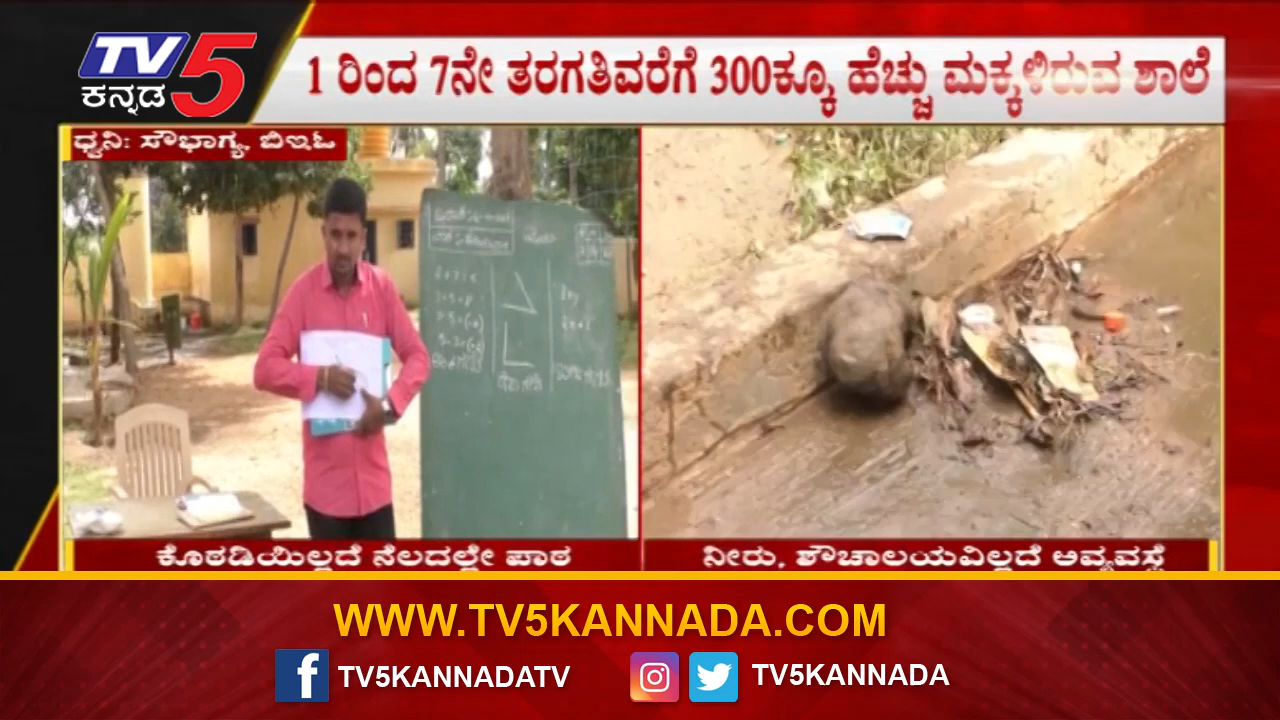 TV5
ಕನ್ನಡ
1 ರಿಂದ 7ನೇ ತರಗತಿವರೆಗೆ 300ಕ್ಕೂ ಹೆಚ್ಚು ಮಕ್ಕಳಿರುವ ಶಾಲೆ
ಧ್ವನಿ: ಸೌಭಾಗ್ಯ, ಬಿಇಓ
ಕೊಠಡಿಯಿಲ್ಲದೆ ನೆಲದಲ್ಲೇ ಪಾಠ
ನೀರು, ಶೌಚಾಲಯವಿಲ್ಲದೆ ಅವ್ಯವಸ್ಥೆ
WWW.TV5KANNADA.COM
f TV5KANNADATV
TV5KANNADA